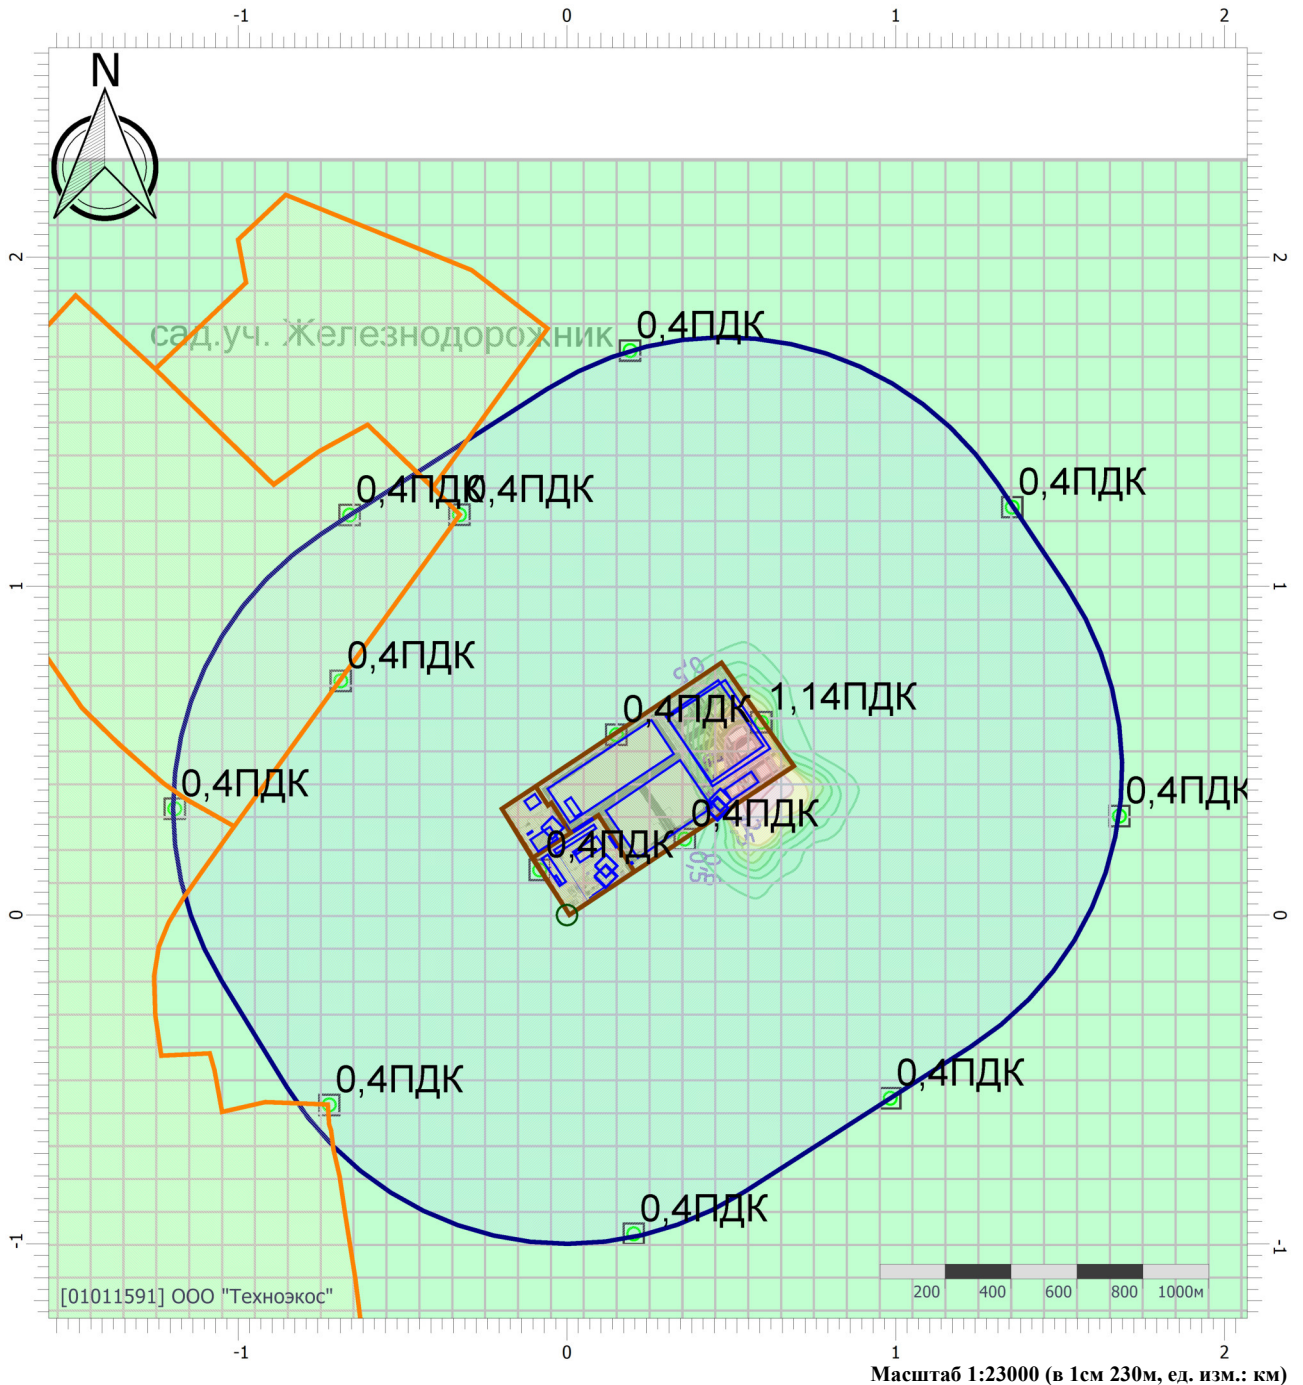 -1 0 1 2
N
2 2
сад.уч. Железнодорожник
0,4ПДК
0,4ПДК
0,4ПДК 0,4ПДК
1 1
0,4ПДК
1,14ПДК
0,4ПДК
0,4ПДК
0,4ПДК
0,4ПДК
0,4ПДК
0,5
0 0
0,4ПДК
0,4ПДК
0,4ПДК
-1 -1
200 400 600 800 1000м
[01011591] ООО "Техноэкос"
-1 0 1 2
Масштаб 1:23000 (в 1см 230м, ед. изм.: км)